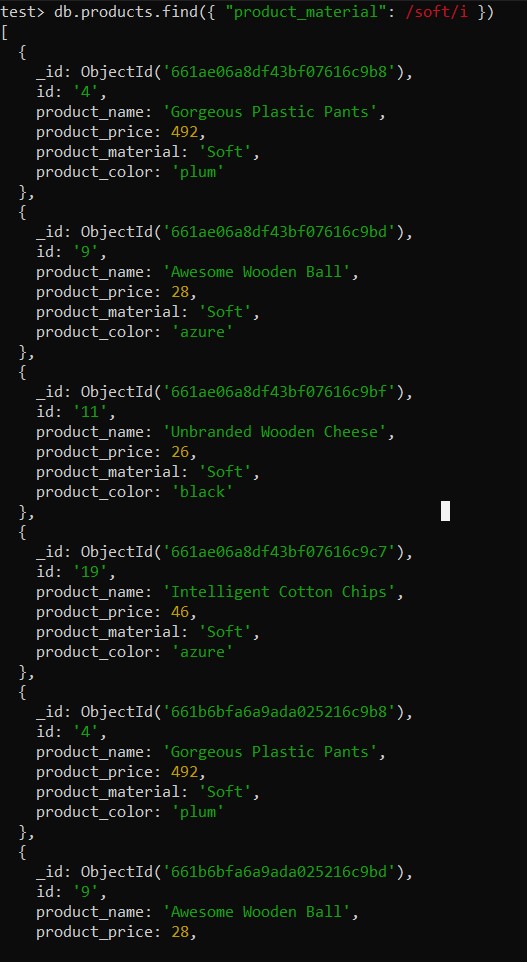 test> db.products.find({ "product_material": /soft/i })
[
  {
    _id: ObjectId('661ae06a8df43bf07616c9b8'),
    id: '4',
    product_name: 'Gorgeous Plastic Pants',
    product_price: 492,
    product_material: 'Soft',
    product_color: 'plum'
  },
  {
    _id: ObjectId('661ae06a8df43bf07616c9bd'),
    id: '9',
    product_name: 'Awesome Wooden Ball',
    product_price: 28,
    product_material: 'Soft',
    product_color: 'azure'
  },
  {
    _id: ObjectId('661ae06a8df43bf07616c9bf'),
    id: '11',
    product_name: 'Unbranded Wooden Cheese',
    product_price: 26,
    product_material: 'Soft',
    product_color: 'black'
  },
  {
    _id: ObjectId('661ae06a8df43bf07616c9c7'),
    id: '19',
    product_name: 'Intelligent Cotton Chips',
    product_price: 46,
    product_material: 'Soft',
    product_color: 'azure'
  },
  {
    _id: ObjectId('661b6bfa6a9ada025216c9b8'),
    id: '4',
    product_name: 'Gorgeous Plastic Pants',
    product_price: 492,
    product_material: 'Soft',
    product_color: 'plum'
  },
  {
    _id: ObjectId('661b6bfa6a9ada025216c9bd'),
    id: '9',
    product_name: 'Awesome Wooden Ball',
    product_price: 28,